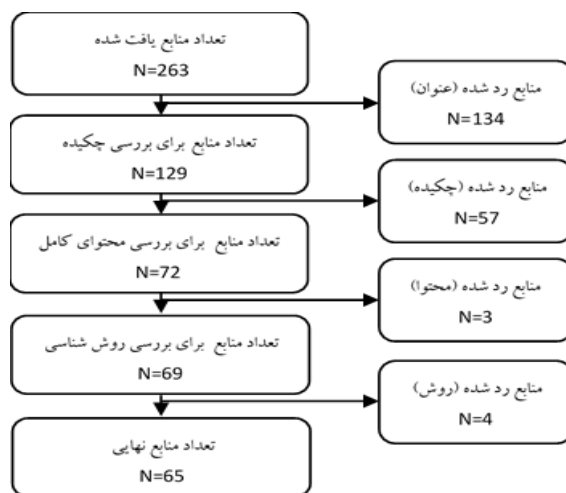 تعداد منابع یافت شده
N=263
منابع رد شده (عنوان)
N=134
تعداد منابع برای بررسی چکیده
N=129
منابع رد شده (چکیده)
N=57
تعداد منابع برای بررسی محتوای کامل
N=72
منابع رد شده (محتوا)
N=3
تعداد منابع برای بررسی روش شناسی
N=69
منابع رد شده (روش)
N=4
تعداد منابع نهایی
N=65